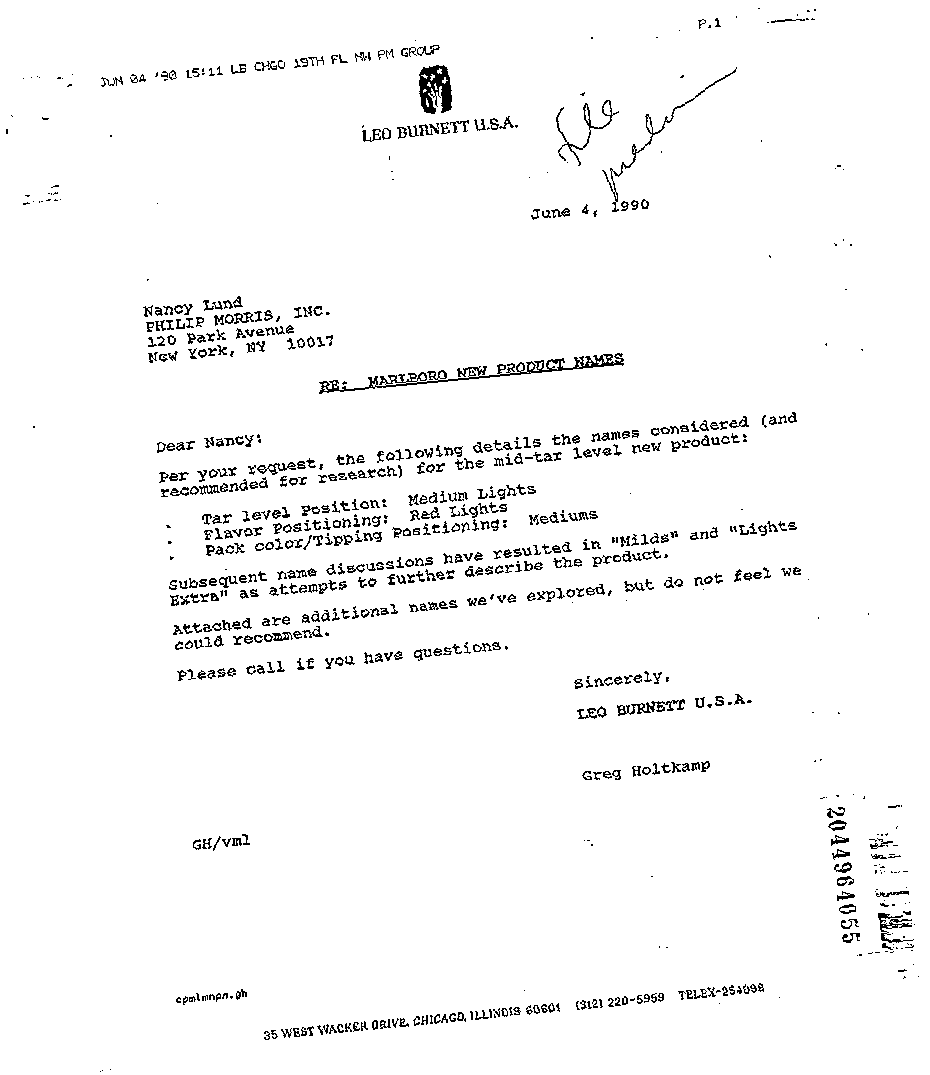 P.1
JUN 04 '90 15:11 LB CHGO 19TH FL NW PM GROUP
LEO BURNETT U.S.A.
File
June 4, 1990
Nancy Lund
PHILIP MORRIS, INC.
120 Park Avenue
New York, NY 10017
RE: MARLBORO NEW PRODUCT NAMES
Dear Nancy:
Per your request, the following details the names considered (and
recommended for research) for the mid-tar level new product:
. Tar level Position: Medium Lights
. Flavor Positioning: Red Lights
. Pack color/Tipping Positioning: Mediums
Subsequent name discussions have resulted in "Milds" and "Lights
Extra" as attempts to further describe the product.
Attached are additional names we've explored, but do not feel we
could recommend.
Please call if you have questions.
Sincerely,
LEO BURNETT U.S.A.
Greg Holtkamp
GH/vml
2044964055
cpmlmnpn.gh
35 WEST WACKER DRIVE, CHICAGO, ILLINOIS 60601 (312) 220-5959 TELEX-254098